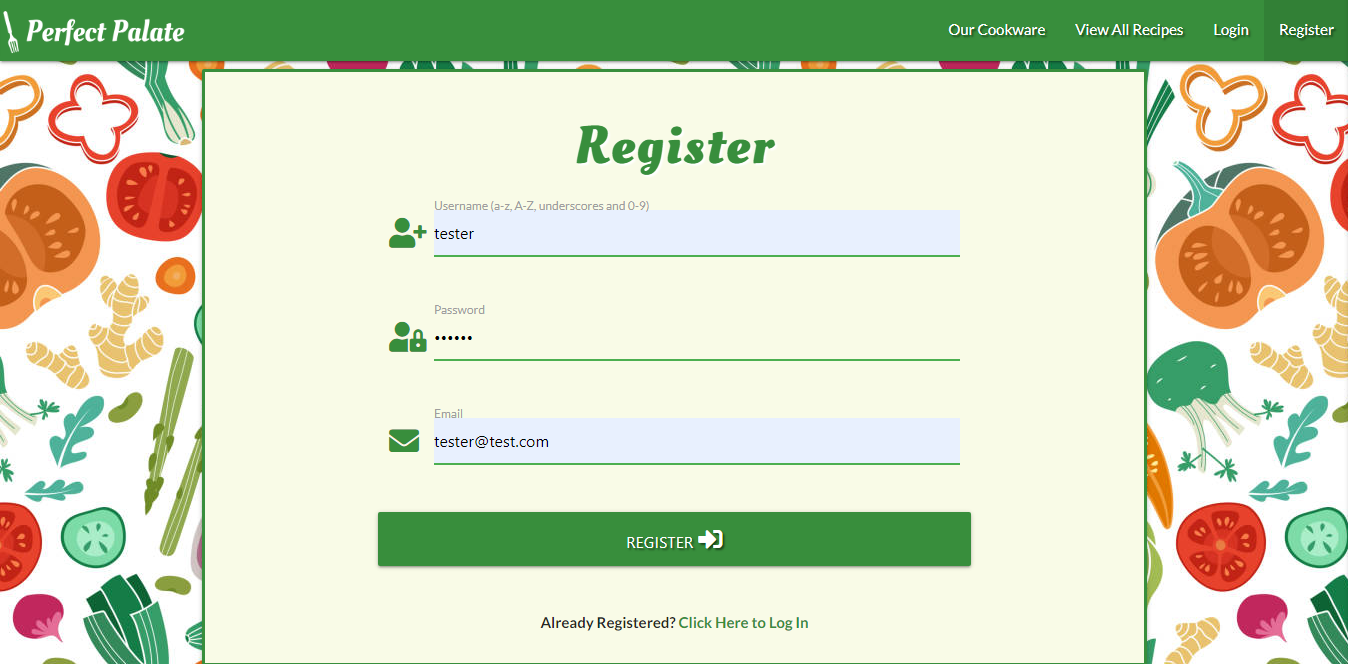 Perfect Palate
Our Cookware
View All Recipes
Login
Register
Register
Username (a-z, A-Z, underscores and 0-9)
tester
Password
••••••
Email
tester@test.com
REGISTER
Already Registered? Click Here to Log In